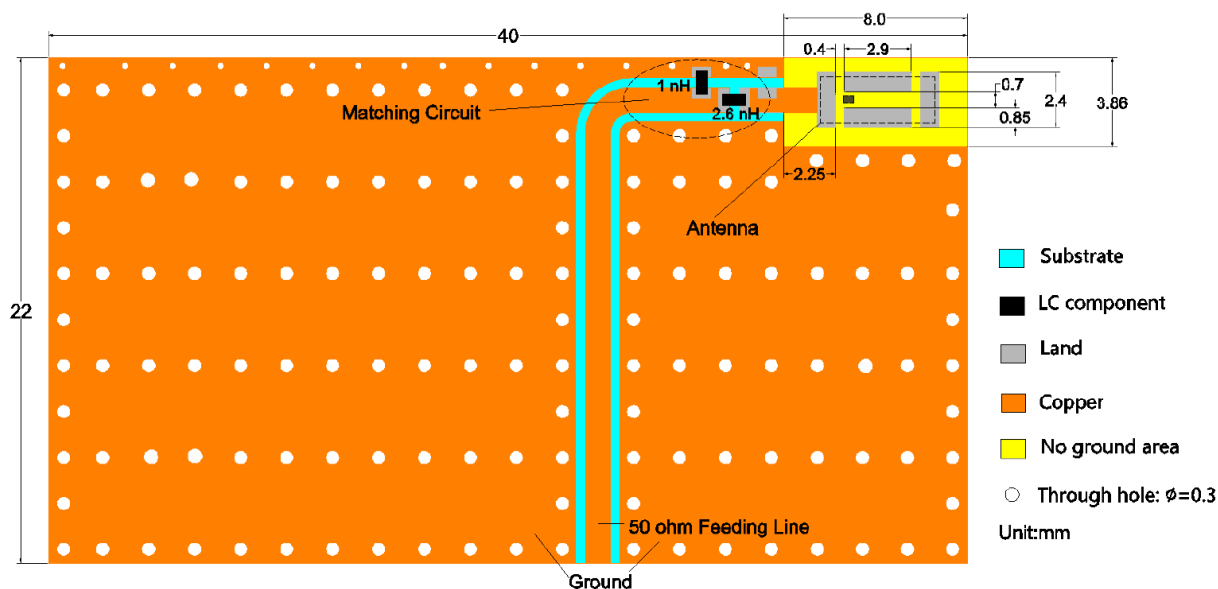 8.0
40
0.4
2.9
22
1 nH
0.7
Matching Circuit
2.4
3.86
2.6 nH
0.85
2.25
Antenna
Substrate
LC component
Land
Copper
No ground area
Through hole: ϕ=0.3
50 ohm Feeding Line
Unit:mm
Ground